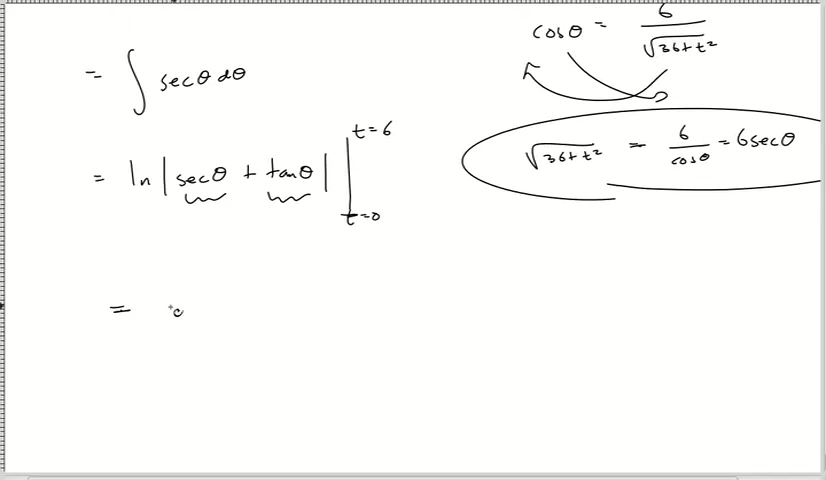 cosθ = 6/√(36+t²)
= ∫ secθ dθ
√(36+t²) = 6/cosθ = 6secθ
= ln|secθ + tanθ| |t=0 t=6
=